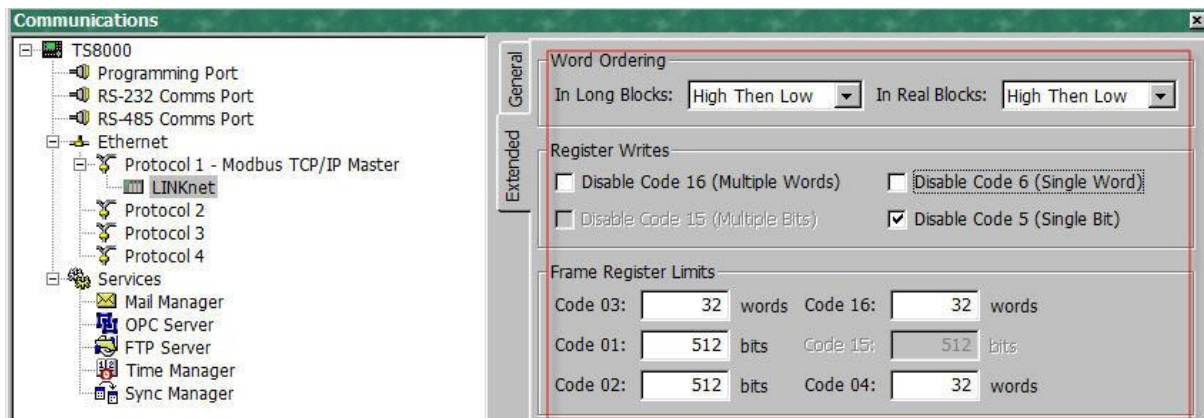 Communications
TS8000
Programming Port
RS-232 Comms Port
RS-485 Comms Port
Ethernet
Protocol 1 - Modbus TCP/IP Master
LINKnet
Protocol 2
Protocol 3
Protocol 4
Services
Mail Manager
OPC Server
FTP Server
Time Manager
Sync Manager
General
Extended
Word Ordering
In Long Blocks: High Then Low In Real Blocks: High Then Low
Register Writes
Disable Code 16 (Multiple Words) Disable Code 6 (Single Word)
Disable Code 15 (Multiple Bits) Disable Code 5 (Single Bit)
Frame Register Limits
Code 03: 32 words Code 16: 32 words
Code 01: 512 bits Code 15: 512 bits
Code 02: 512 bits Code 04: 32 words